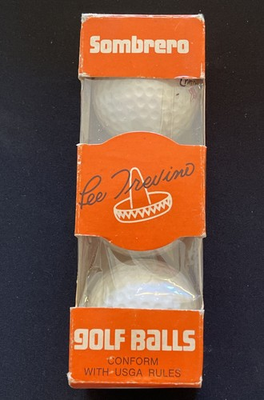 Sombrero
Lee Trevino
GOLF BALLS
CONFORM
WITH USGA RULES